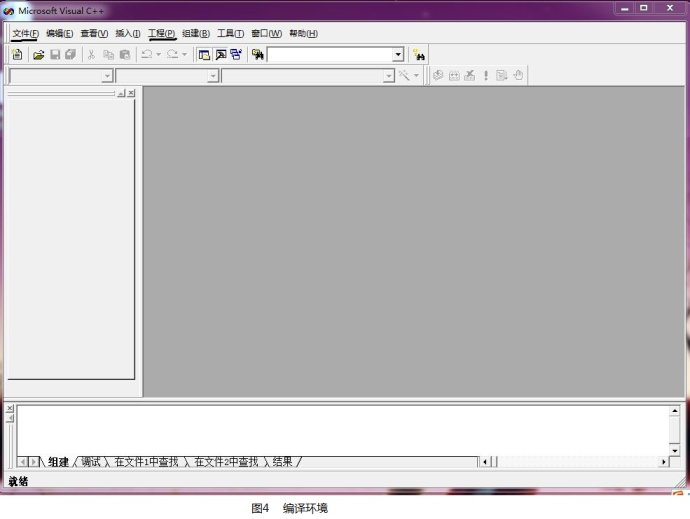 Microsoft Visual C++
文件(F) 编辑(E) 查看(V) 插入(I) 工程(P) 组建(B) 工具(T) 窗口(W) 帮助(H)
组建 调试 在文件1中查找 在文件2中查找 结果
就绪
图4 编译环境